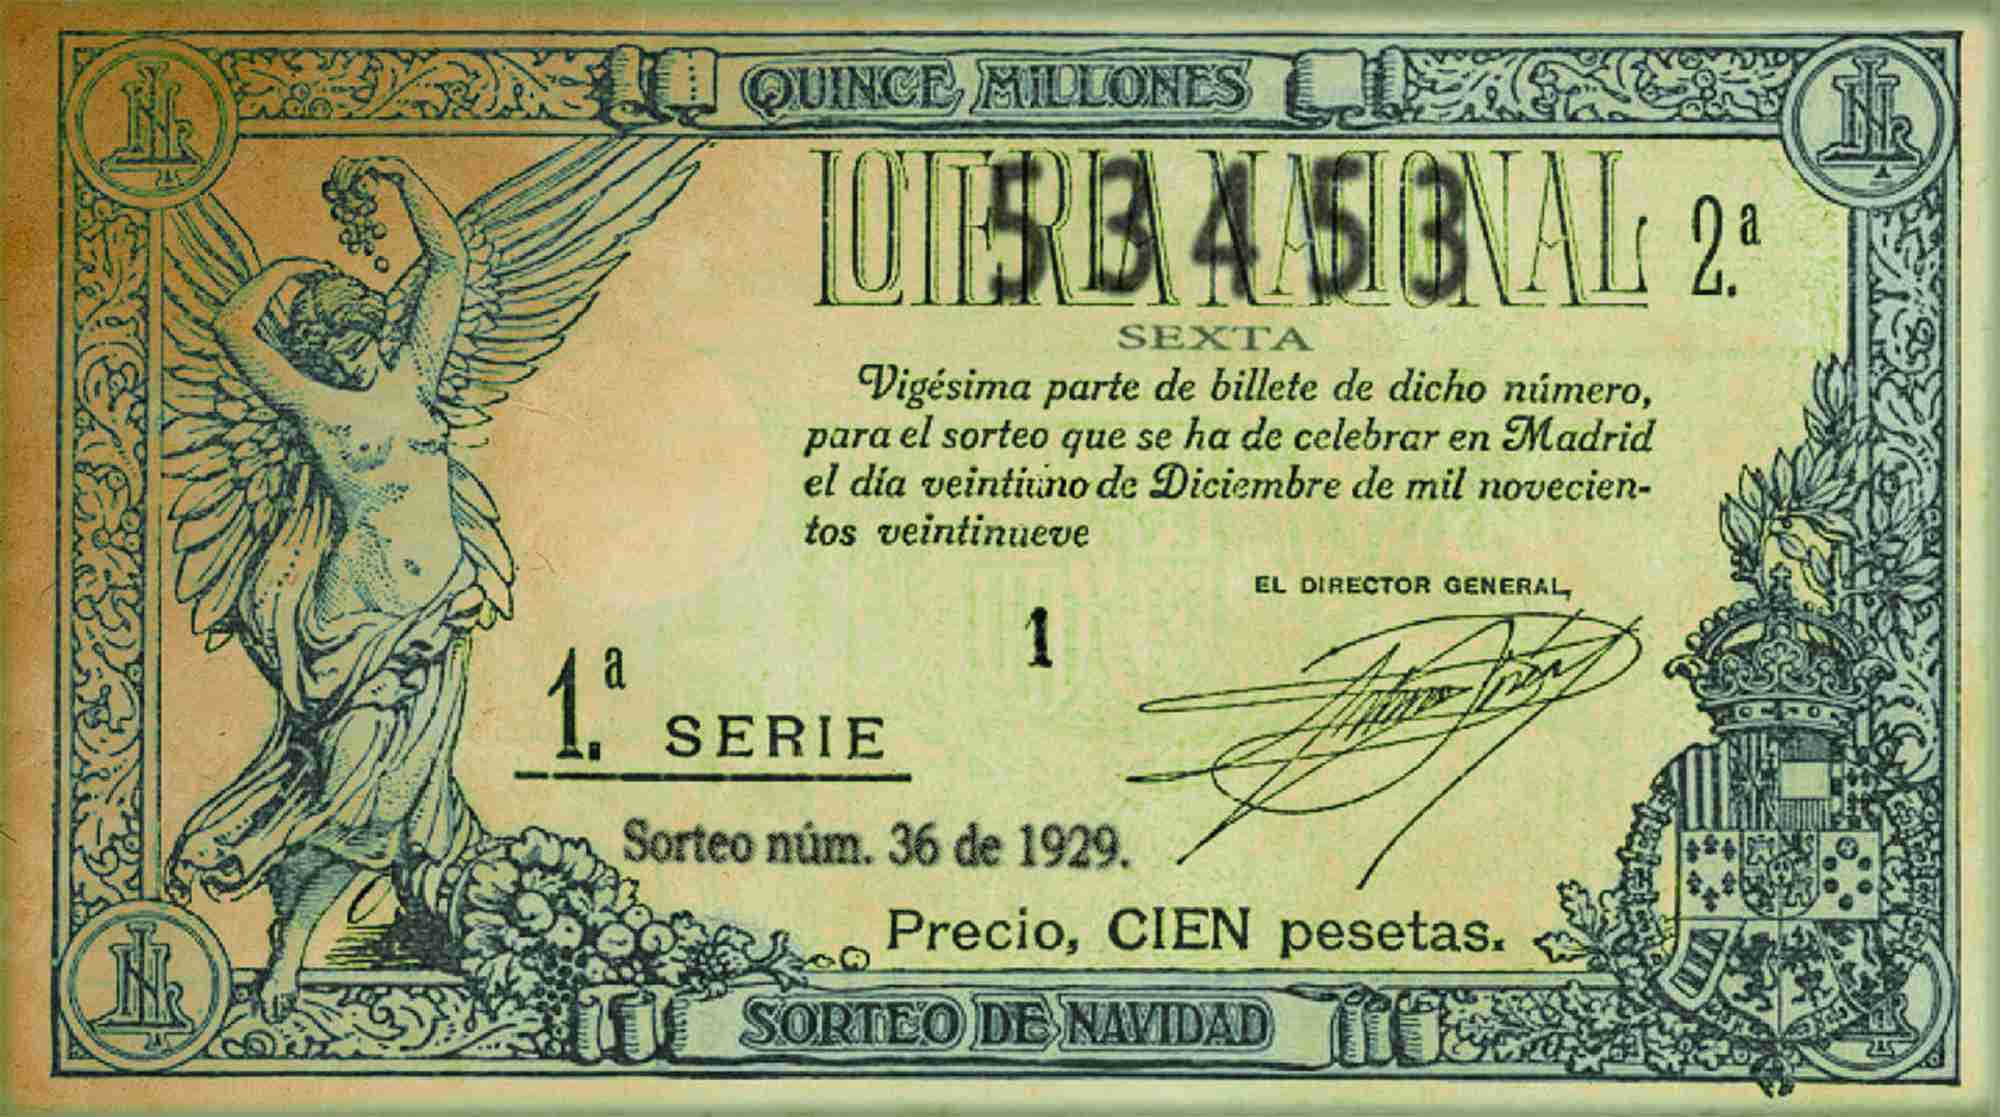 QUINCE MILLONES
LOTERIA NACIONAL
53453
2.ª
SEXTA
Vigésima parte de billete de dicho número,
para el sorteo que se ha de celebrar en Madrid
el día veintiuno de Diciembre de mil novecien-
tos veintinueve
EL DIRECTOR GENERAL,
1
1.ª SERIE
Sorteo núm. 36 de 1929.
Precio, CIEN pesetas.
SORTEO DE NAVIDAD